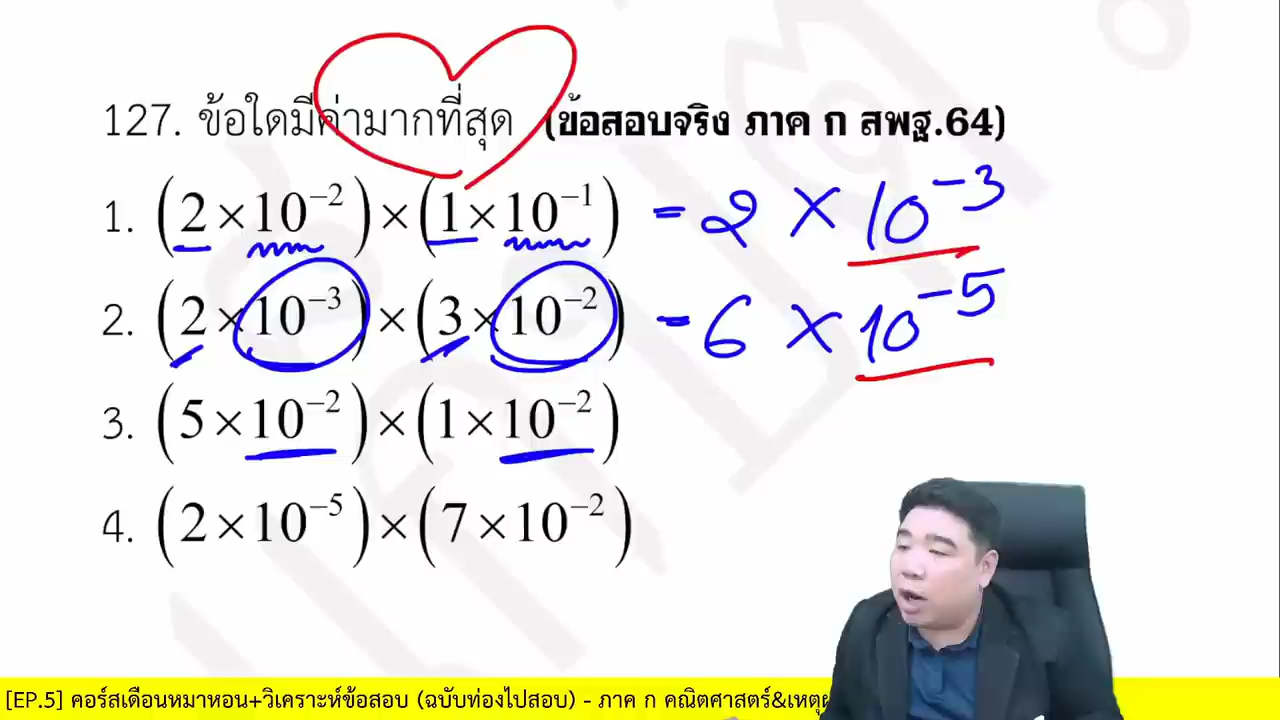 127. ข้อใดมีค่ามากที่สุด (ข้อสอบจริง ภาค ก สพฐ.64)
1. (2×10⁻²)×(1×10⁻¹) = 2 × 10⁻³
2. (2×10⁻³)×(3×10⁻²) = 6 × 10⁻⁵
3. (5×10⁻²)×(1×10⁻²)
4. (2×10⁻⁵)×(7×10⁻²)
[EP.5] คอร์สเดือนหมาหอน+วิเคราะห์ข้อสอบ (ฉบับท่องไปสอบ) - ภาค ก คณิตศาสตร์&